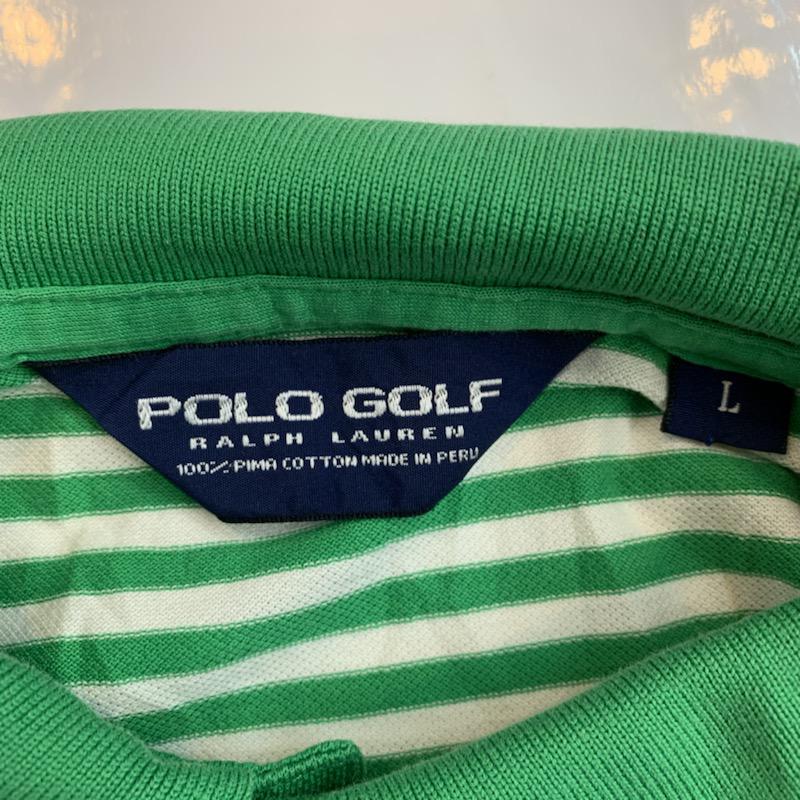 POLO GOLF
RALPH LAUREN
100% PIMA COTTON MADE IN PERU
L